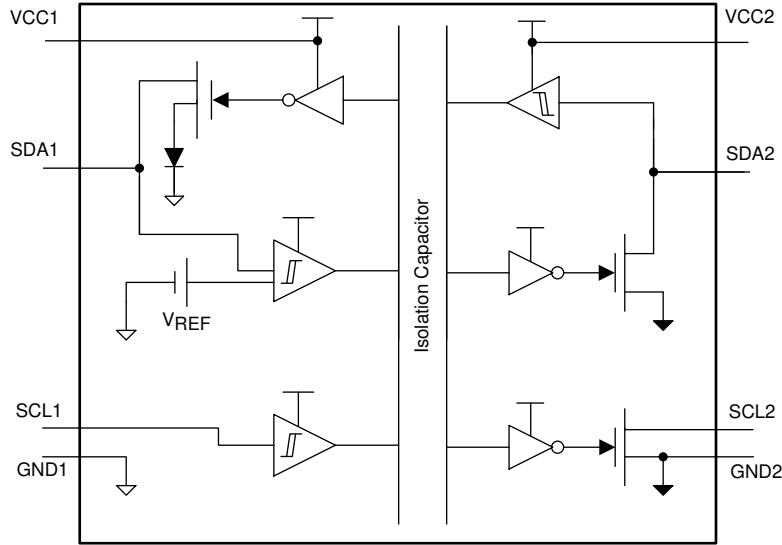 VCC1
VCC2
SDA1
SDA2
Isolation Capacitor
VREF
SCL1
SCL2
GND1
GND2